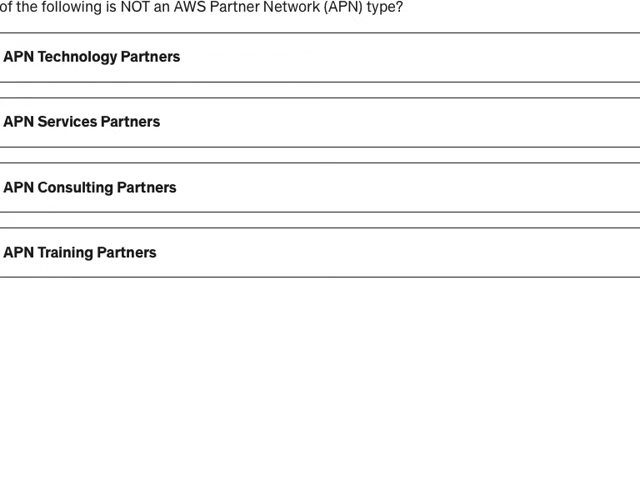 of the following is NOT an AWS Partner Network (APN) type?
APN Technology Partners
APN Services Partners
APN Consulting Partners
APN Training Partners